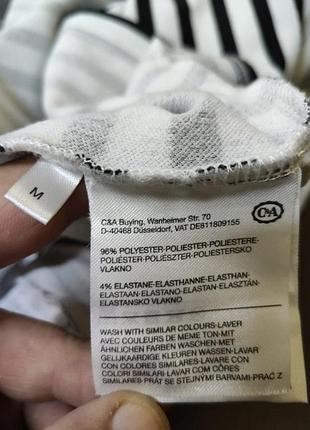 M
C&A Buying, Wanheimer Str. 70
D-40468 Düsseldorf, VAT DE811809155
C&A
96% POLYESTER-POLIESTER-POLIESTERE-
POLIÉSTER-POLIÉSZTER-POLIESTERSKO
VLAKNO
4% ELASTANE-ELASTHANNE-ELASTHAN-
ELASTAAN-ELASTANO-ELASTAN-ELASZTÁN-
ELASTANSKO VLAKNO
WASH WITH SIMILAR COLOURS-LAVER
AVEC COULEURS DE MEME TON-MIT
ÄHNLICHEN FARBEN WASCHEN-MET
GELIJKAARDIGE KLEUREN WASSEN-LAVAR
CON COLORES SIMILARES-LAVARE CON
COLORI SIMILARI-LAVAR COM CORES
SIMILARES-PRÁT SE STEJNÝMI BARVAMI-PRAĆ Z